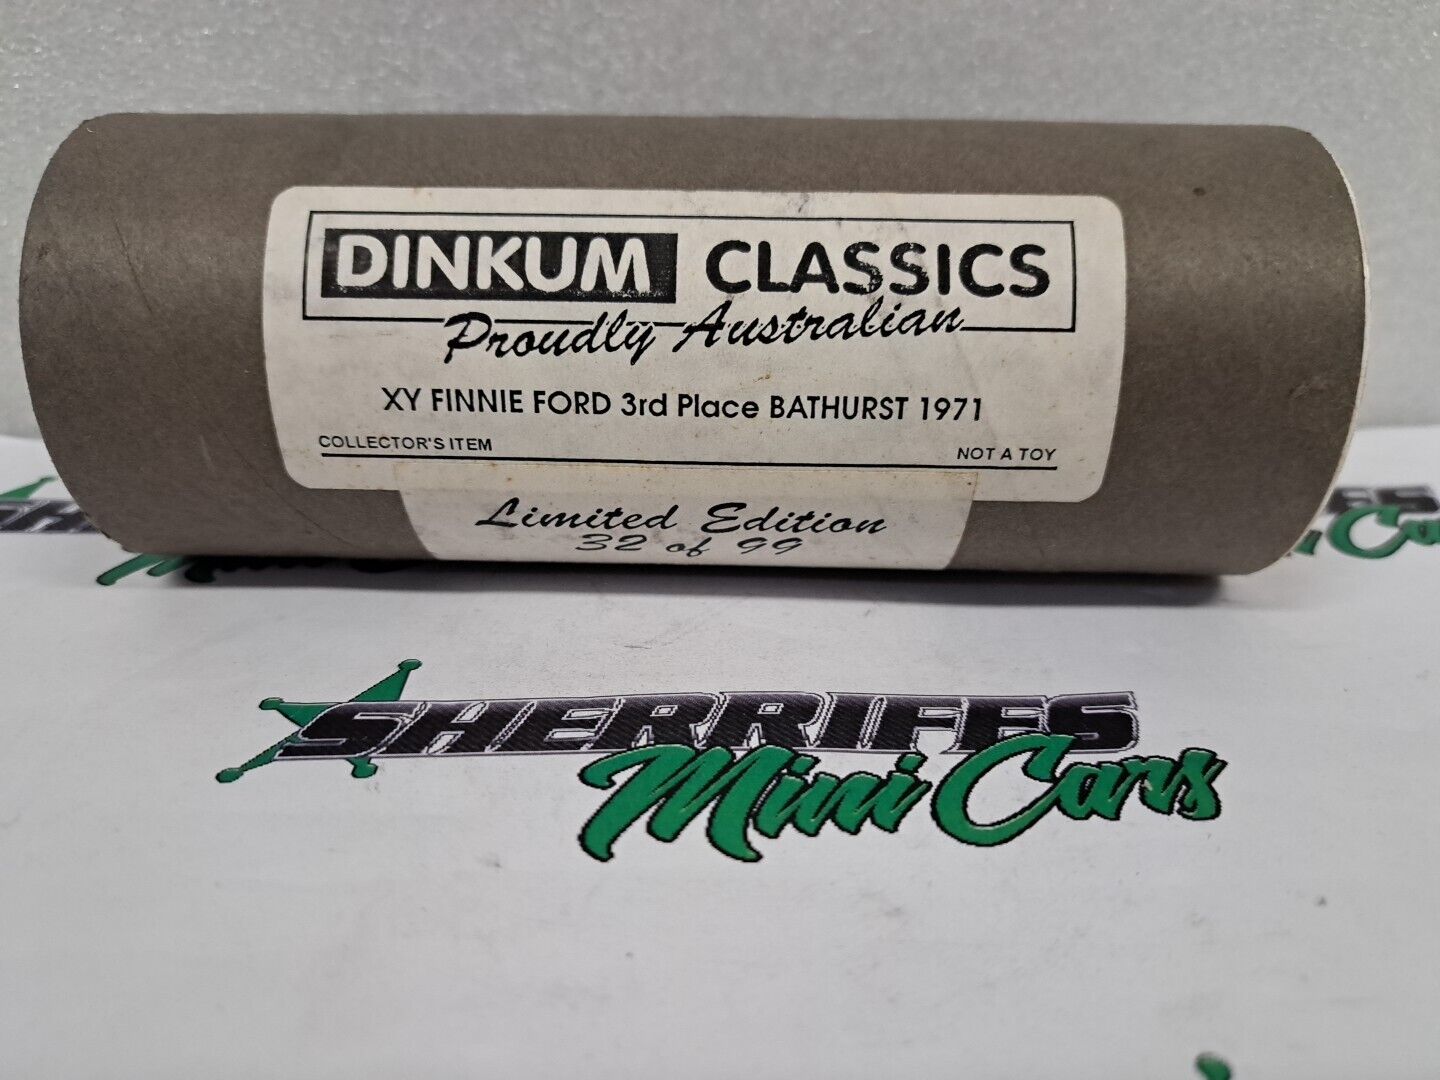 DINKUM CLASSICS
Proudly Australian
XY FINNIE FORD 3rd Place BATHURST 1971
COLLECTOR'S ITEM
NOT A TOY
Limited Edition
32 of 99
SHERRIFFS
Mini Cars